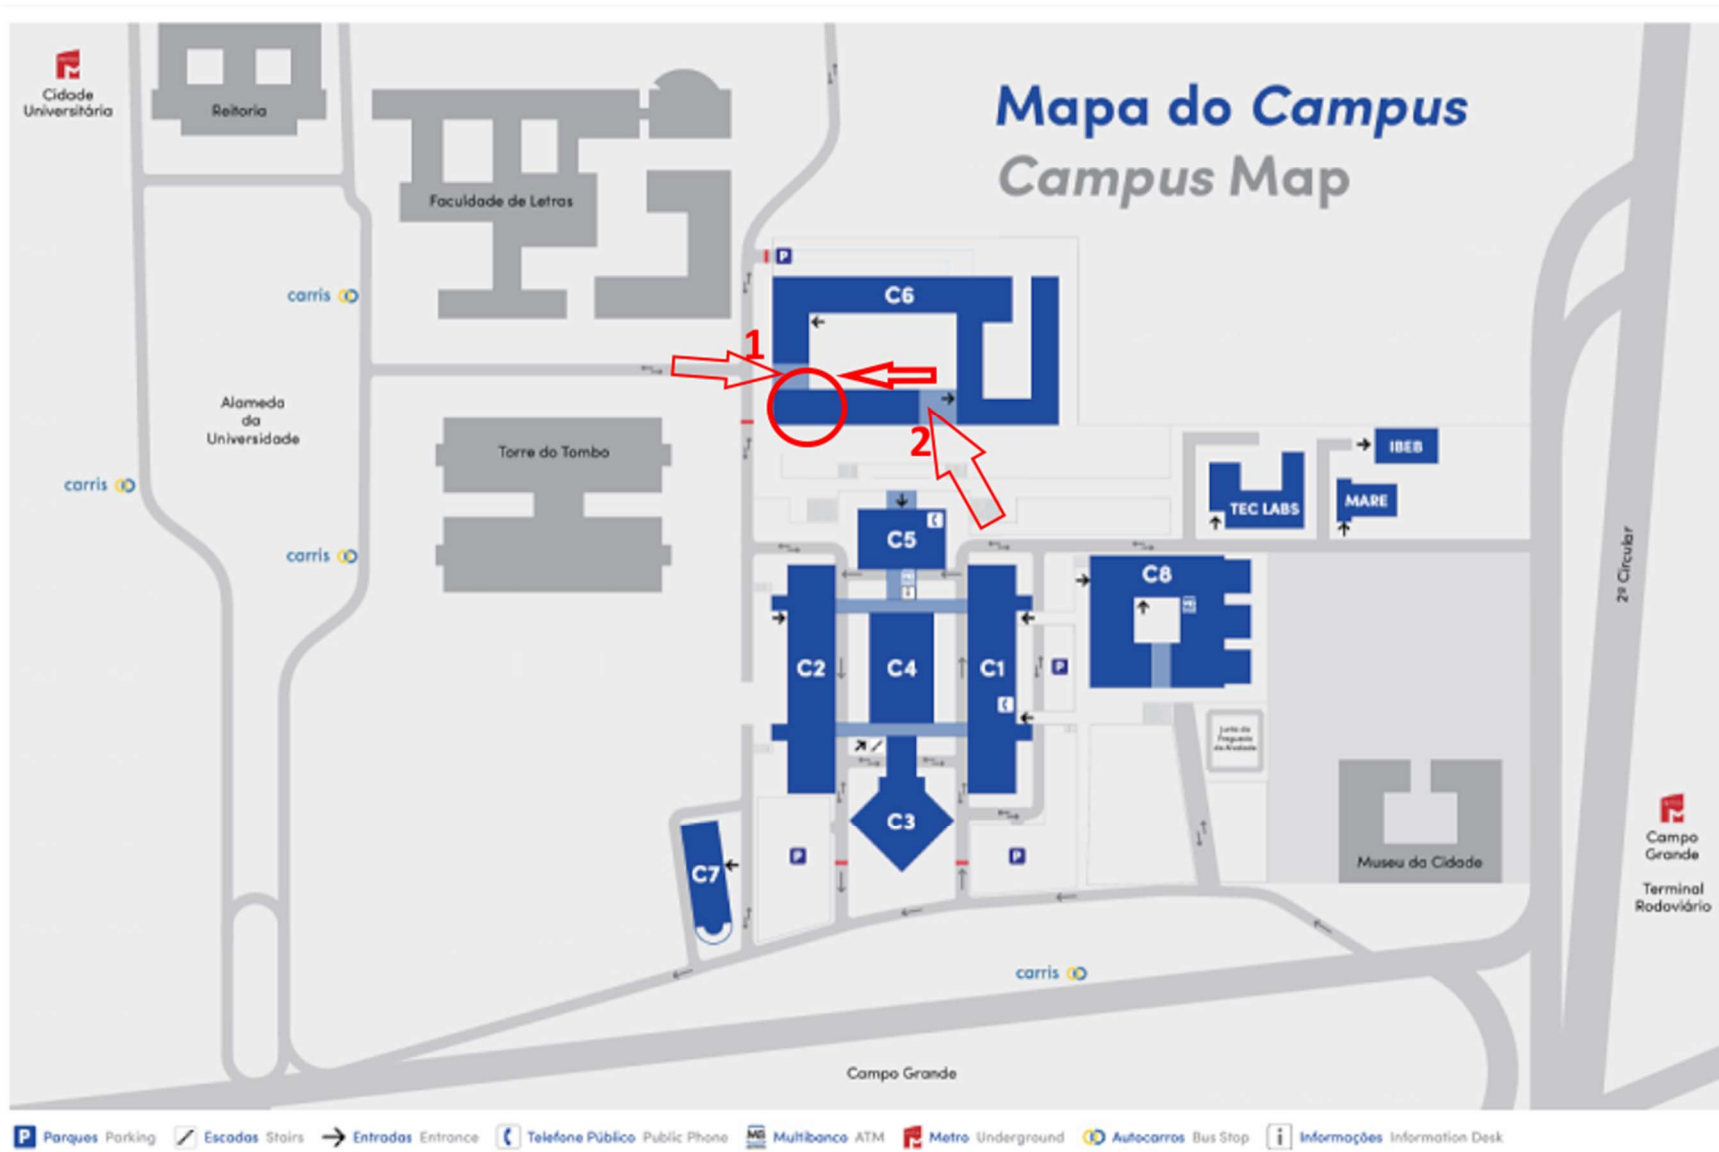 Mapa do Campus
Campus Map
Cidade
Universitária
Reitoria
Faculdade de Letras
carris
P
C6
1
2
Alameda
da
Universidade
Torre do Tombo
carris
carris
C5
TEC LABS
IBEB
MARE
C8
C2
C4
C1
P
2ª Circular
C3
C7
P
P
Museu da Cidade
Campo
Grande
Terminal
Rodoviário
carris
Campo Grande
P Parques Parking
Escadas Stairs
Entradas Entrance
Telefone Público Public Phone
MB Multibanco ATM
Metro Underground
Autocarros Bus Stop
i Informações Information Desk